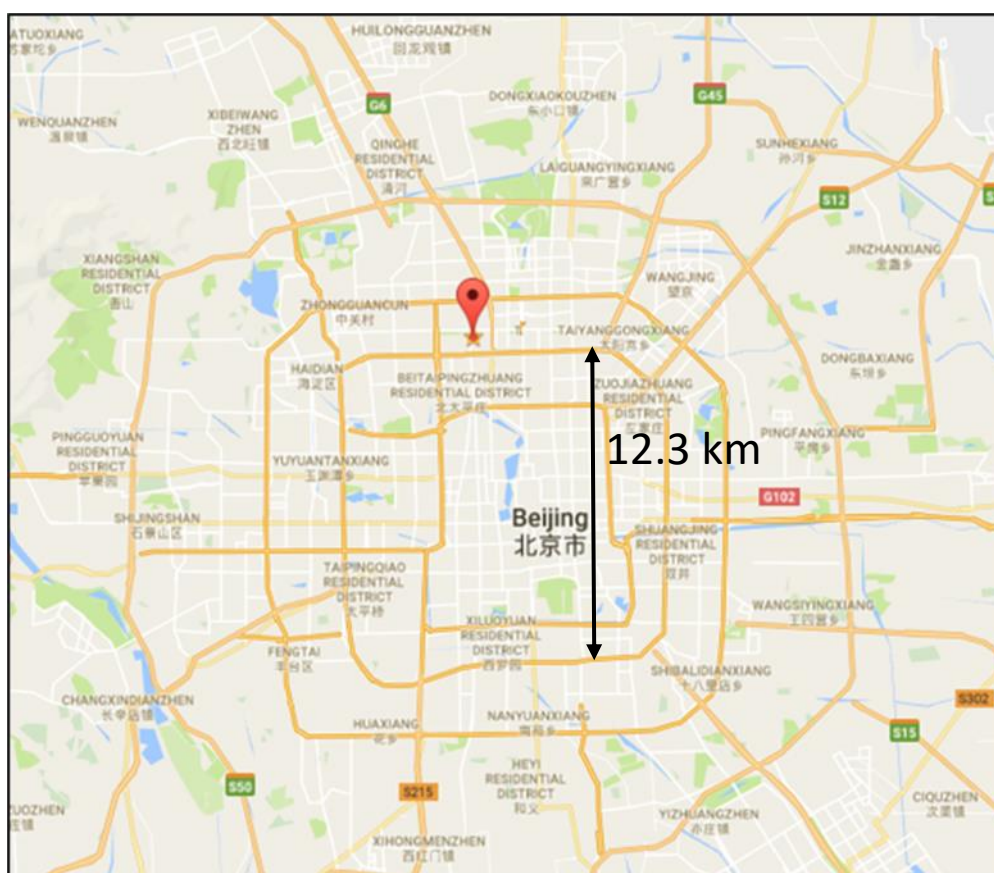 ATUOXIANG
苏家坨乡
HUILONGGUANZHEN
回龙观镇
G6
G45
DONGXIAOKOUZHEN
东小口镇
XIBEIWANG
ZHEN
西北旺镇
WENQUANZHEN
温泉镇
QINGHE
RESIDENTIAL
DISTRICT
清河
SUNHEXIANG
孙河乡
LAIGUANGYINGXIANG
来广营乡
S12
S
JINZHANXIANG
金盏乡
XIANGSHAN
RESIDENTIAL
DISTRICT
香山
WANGJING
望京
ZHONGGUANCUN
中关村
TAIYANGGONGXIANG
太阳宫乡
DONGBAXIANG
东坝乡
HAIDIAN
海淀区
BEITAIPINGZHUANG
RESIDENTIAL DISTRICT
北太平庄
ZUOJIAZHUANG
RESIDENTIAL
DISTRICT
左家庄
PINGFANGXIANG
平房乡
PINGGUOYUAN
RESIDENTIAL
DISTRICT
苹果园
12.3 km
YUYUANTANXIANG
玉渊潭乡
G102
SHIJINGSHAN
石景山区
Beijing
北京市
SHUANGJING
RESIDENTIAL
DISTRICT
双井
TAIPINGQIAO
RESIDENTIAL
DISTRICT
太平桥
WANGSIYINGXIANG
王四营乡
XILUOYUAN
RESIDENTIAL
DISTRICT
西罗园
FENGTAI
丰台区
SHIBALIDIANXIANG
十八里店乡
CHANGXINDIANZHEN
长辛店镇
S302
HUAXIANG
花乡
NANYUANXIANG
南苑乡
S15
HEYI
RESIDENTIAL
DISTRICT
和义
S50
S215
CIQUZHEN
次渠镇
UOZHEN
YIZHUANGZHEN
亦庄镇
XIHONGMENZHEN
西红门镇